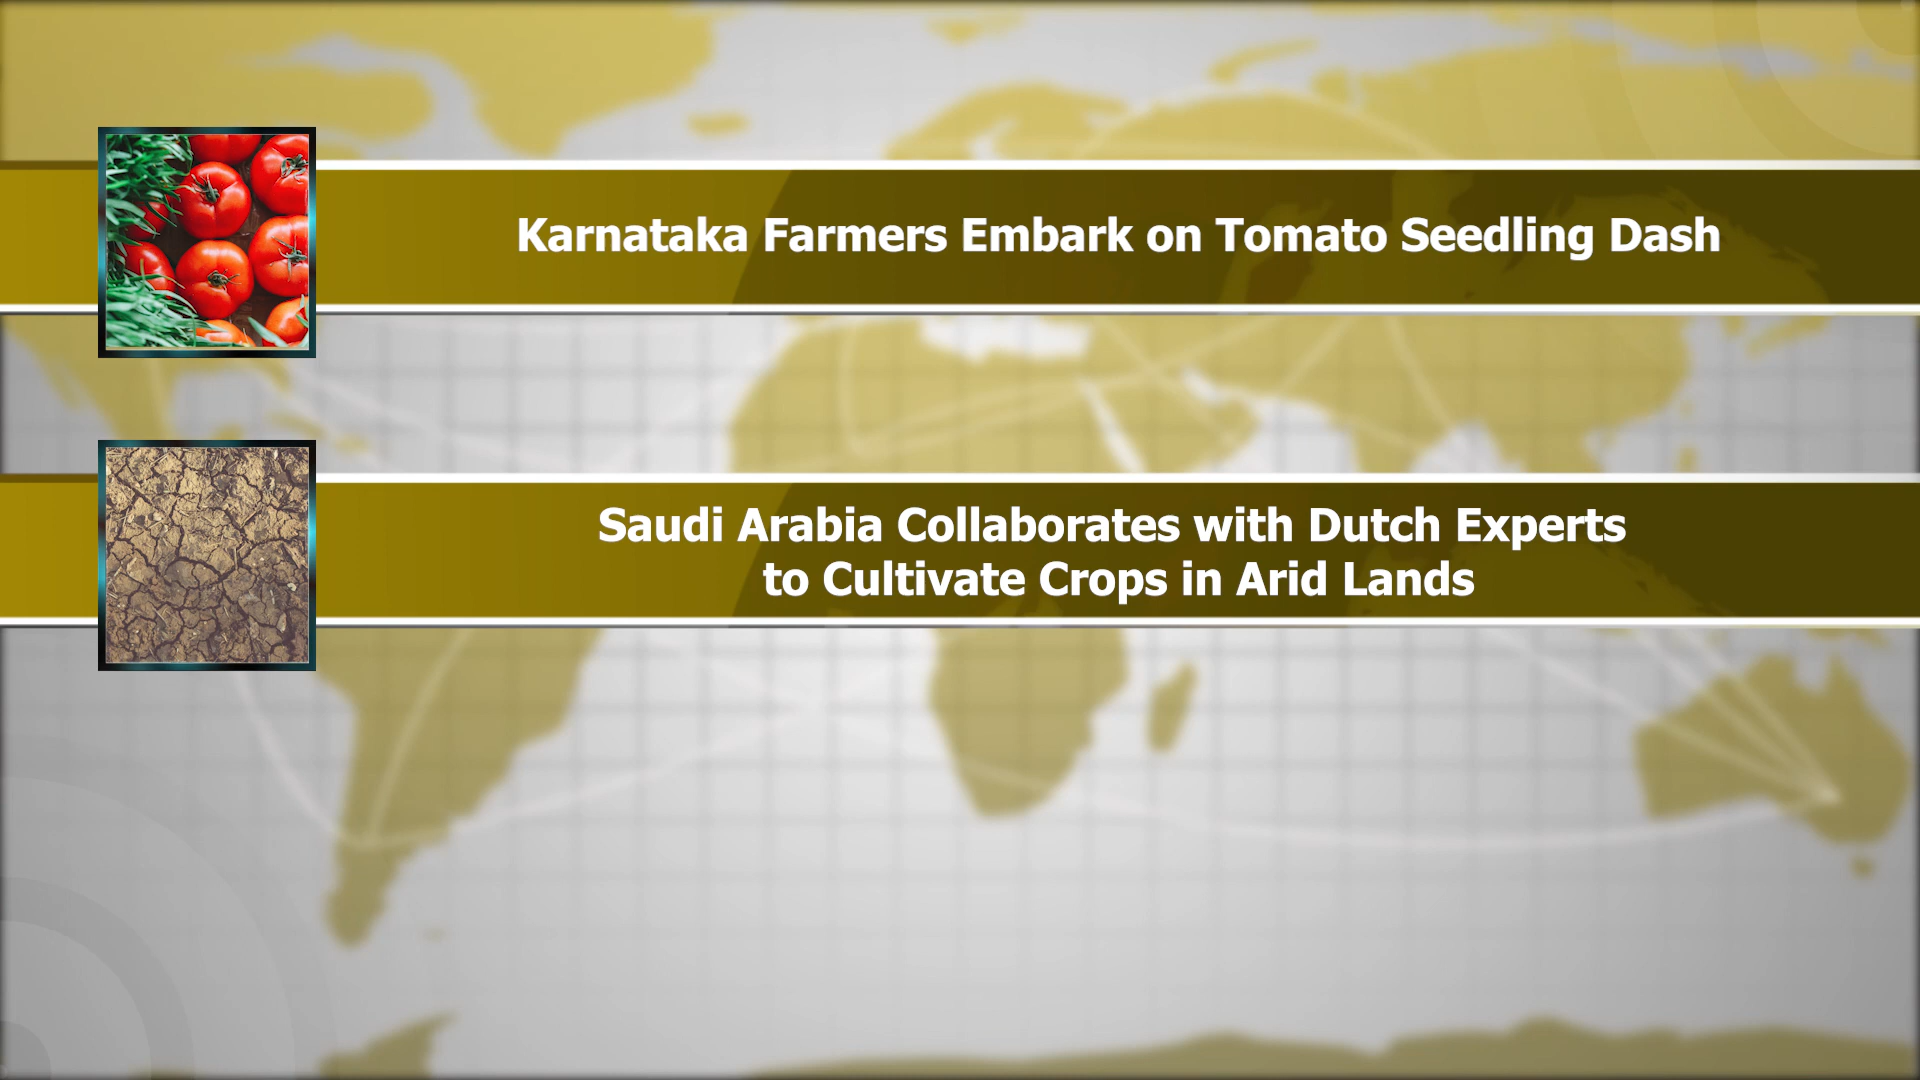 Karnataka Farmers Embark on Tomato Seedling Dash
Saudi Arabia Collaborates with Dutch Experts
to Cultivate Crops in Arid Lands